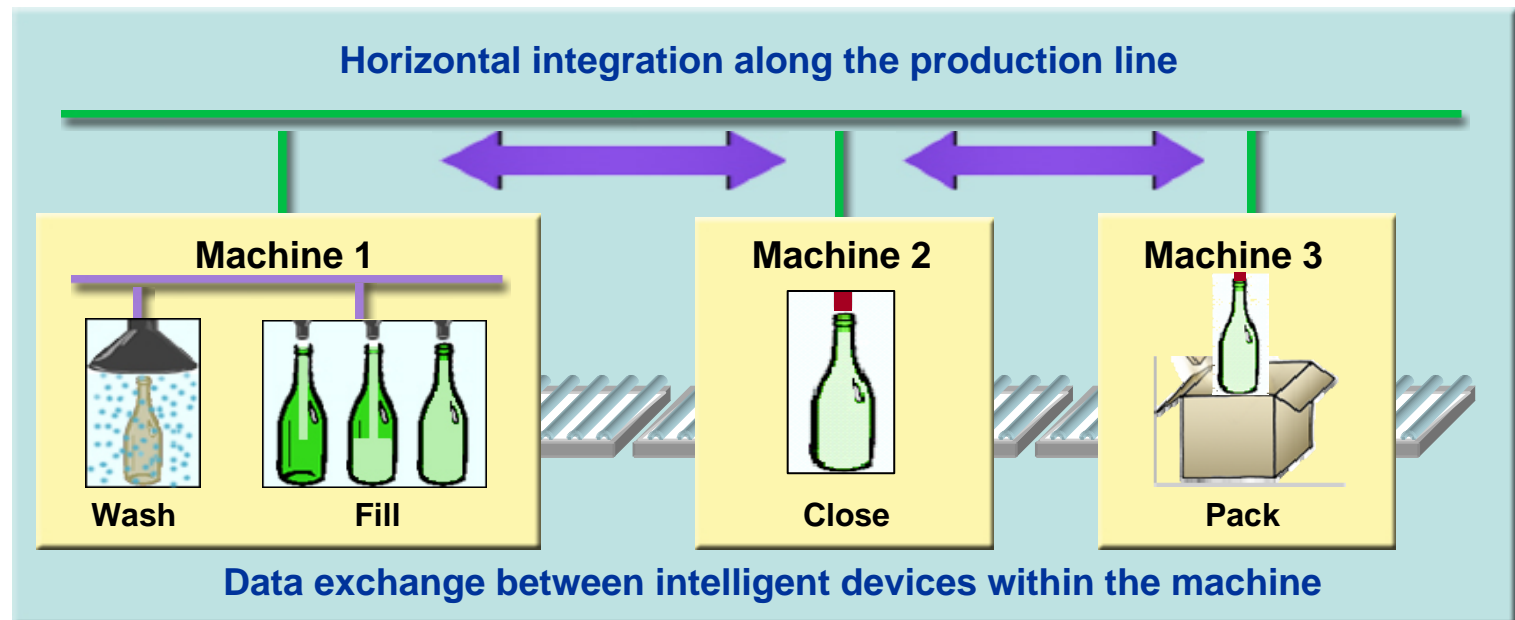 Horizontal integration along the production line
Machine 1
Machine 2
Machine 3
Wash
Fill
Close
Pack
Data exchange between intelligent devices within the machine